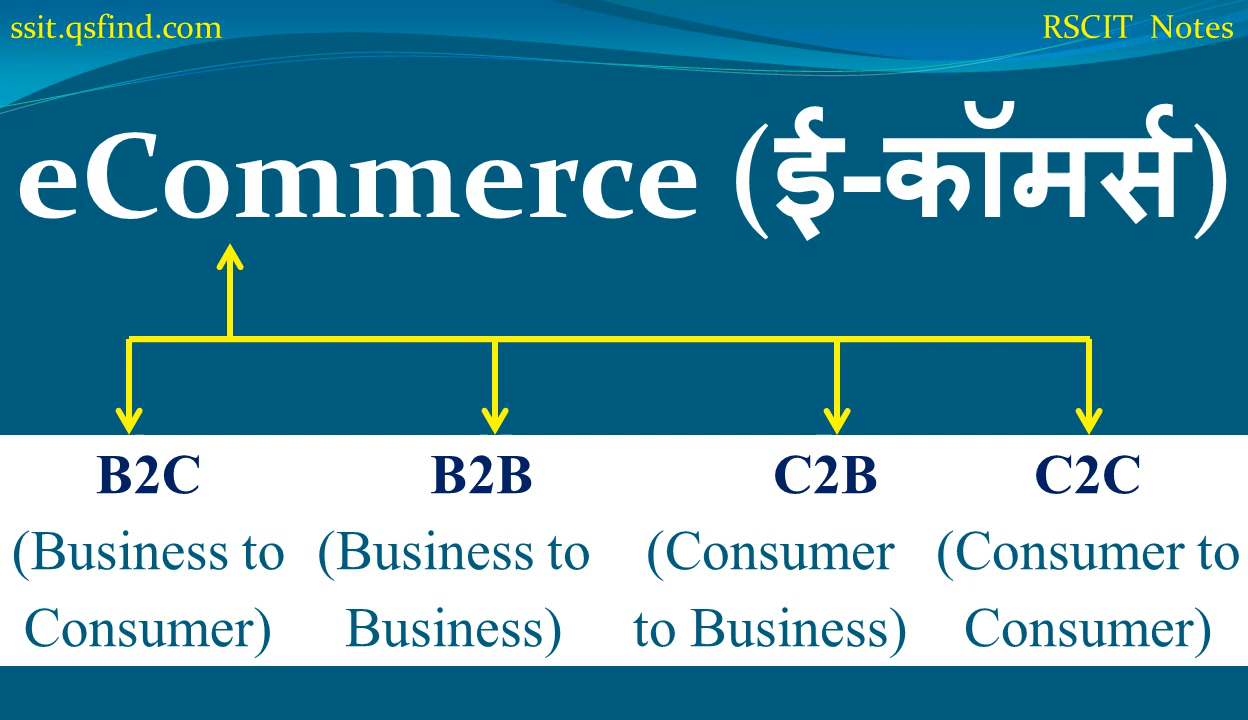 ssit.qsfind.com
RSCIT Notes
eCommerce (ई-कॉमर्स)
B2C
(Business to
Consumer)
B2B
(Business to
Business)
C2B
(Consumer
to Business)
C2C
(Consumer to
Consumer)